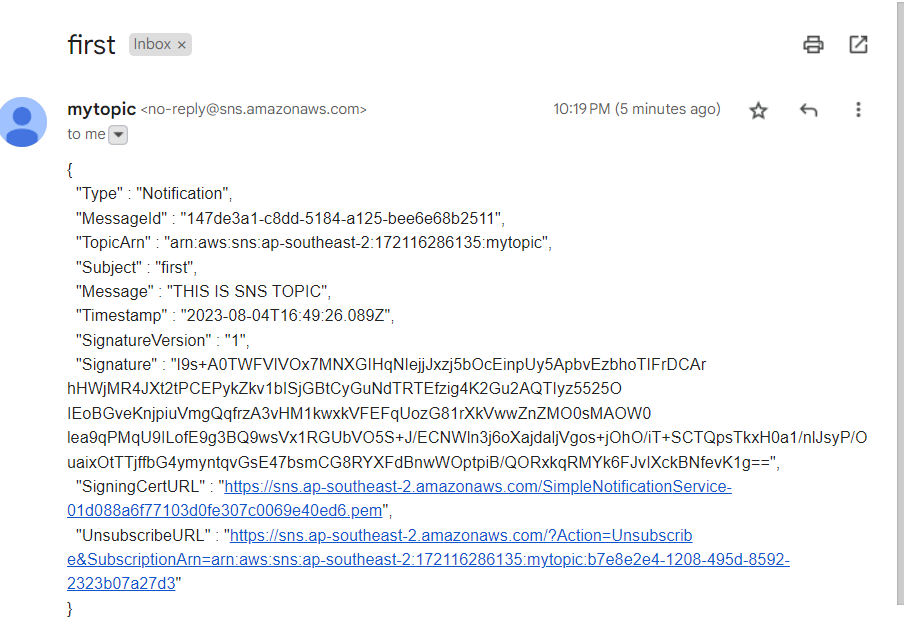 first Inbox ×
mytopic <no-reply@sns.amazonaws.com> 10:19 PM (5 minutes ago)
to me
{
"Type" : "Notification",
"MessageId" : "147de3a1-c8dd-5184-a125-bee6e68b2511",
"TopicArn" : "arn:aws:sns:ap-southeast-2:172116286135:mytopic",
"Subject" : "first",
"Message" : "THIS IS SNS TOPIC",
"Timestamp" : "2023-08-04T16:49:26.089Z",
"SignatureVersion" : "1",
"Signature" : "I9s+A0TWFVlVOx7MNXGIHqNIejjJxzj5bOcEinpUy5ApbvEzbhoTIFrDCAr
hHWjMR4JXt2tPCEPykZkv1bISjGBtCyGuNdTRTEfzig4K2Gu2AQTlyz5525O
IEoBGveKnjpiuVmgQqfrzA3vHM1kwxkVFEFqUozG81rXkVwwZnZMO0sMAOW0
lea9qPMqU9ILofE9g3BQ9wsVx1RGUbVO5S+J/ECNWln3j6oXajdaljVgos+jOhO/iT+SCTQpsTkxH0a1/nlJsyP/O
uaixOtTTjffbG4ymyntqvGsE47bsmCG8RYXFdBnwWOptpiB/QORxkqRMYk6FJvIXckBNfevK1g==",
"SigningCertURL" : "https://sns.ap-southeast-2.amazonaws.com/SimpleNotificationService-
01d088a6f77103d0fe307c0069e40ed6.pem",
"UnsubscribeURL" : "https://sns.ap-southeast-2.amazonaws.com/?Action=Unsubscrib
e&SubscriptionArn=arn:aws:sns:ap-southeast-2:172116286135:mytopic:b7e8e2e4-1208-495d-8592-
2323b07a27d3"
}